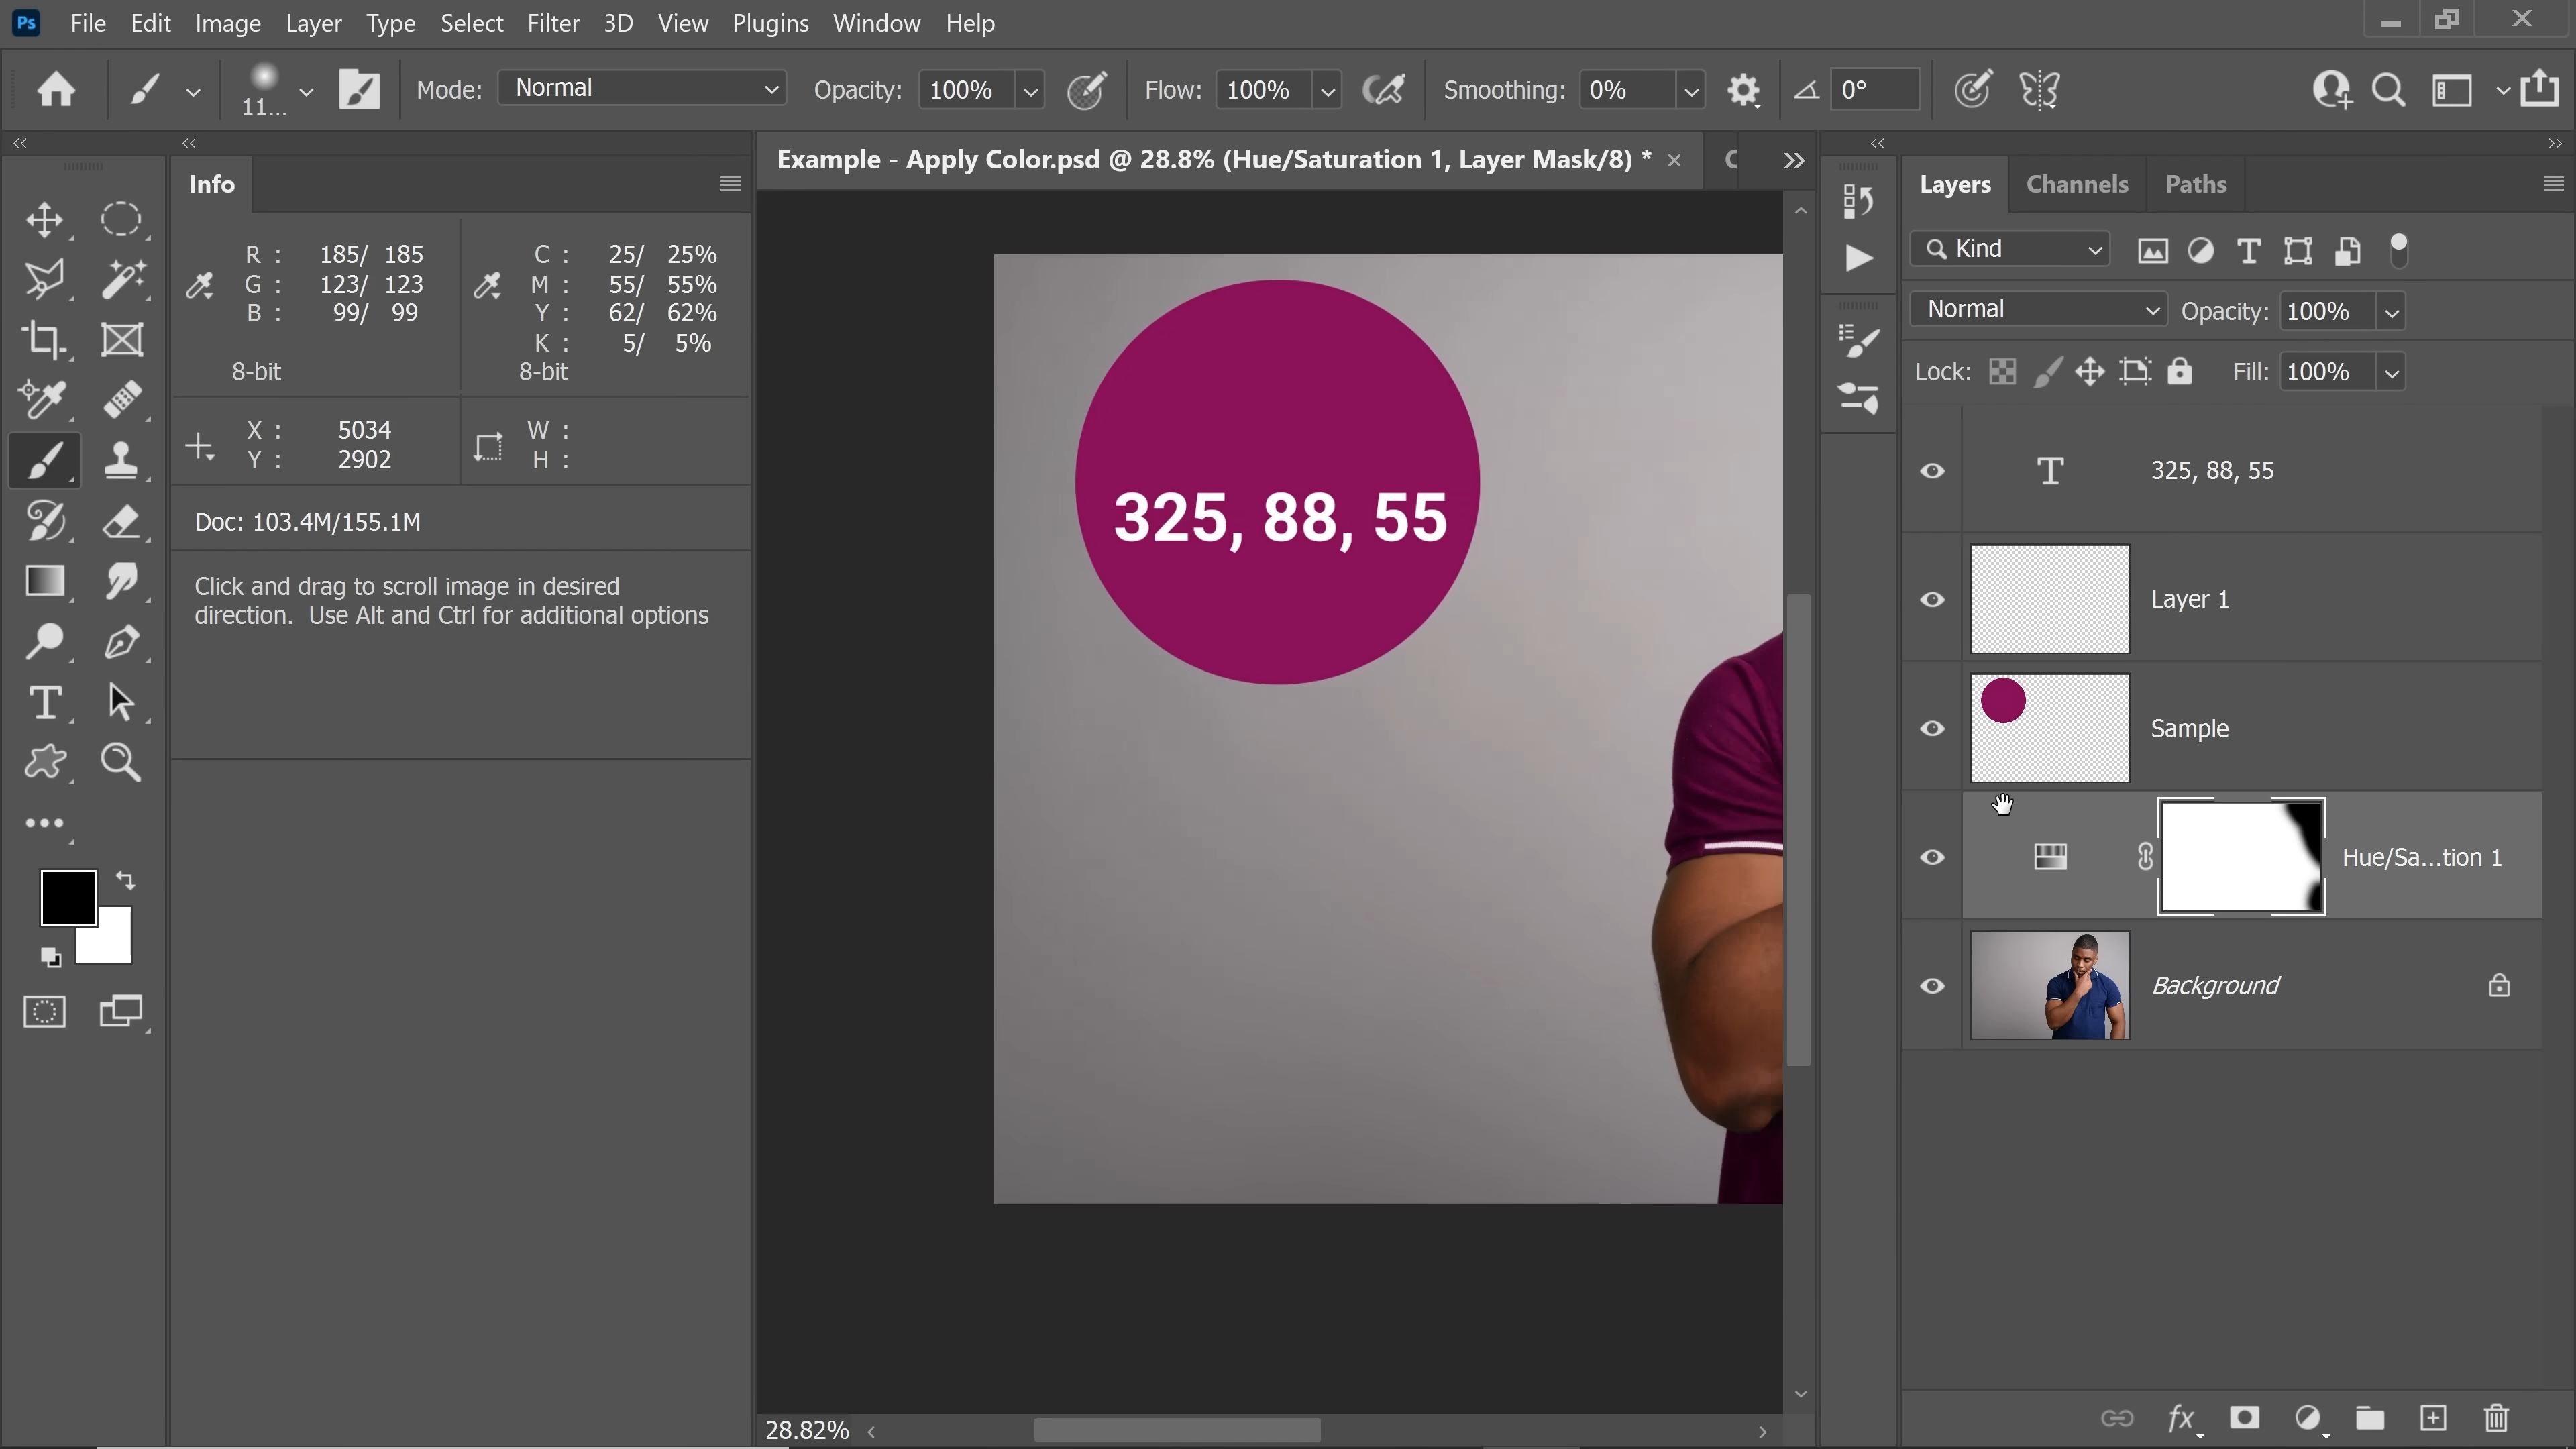 Ps File Edit Image Layer Type Select Filter 3D View Plugins Window Help
11... Mode: Normal Opacity: 100% Flow: 100% Smoothing: 0% 0°
Info
R : 185/ 185 C : 25/ 25%
G : 123/ 123 M : 55/ 55%
B : 99/ 99 Y : 62/ 62%
K : 5/ 5%
8-bit 8-bit
X : 5034 W :
Y : 2902 H :
Doc: 103.4M/155.1M
Click and drag to scroll image in desired
direction. Use Alt and Ctrl for additional options
Example - Apply Color.psd @ 28.8% (Hue/Saturation 1, Layer Mask/8) *
325, 88, 55
28.82%
Layers Channels Paths
Kind
Normal Opacity: 100%
Lock: Fill: 100%
325, 88, 55
Layer 1
Sample
Hue/Sa...tion 1
Background
fx